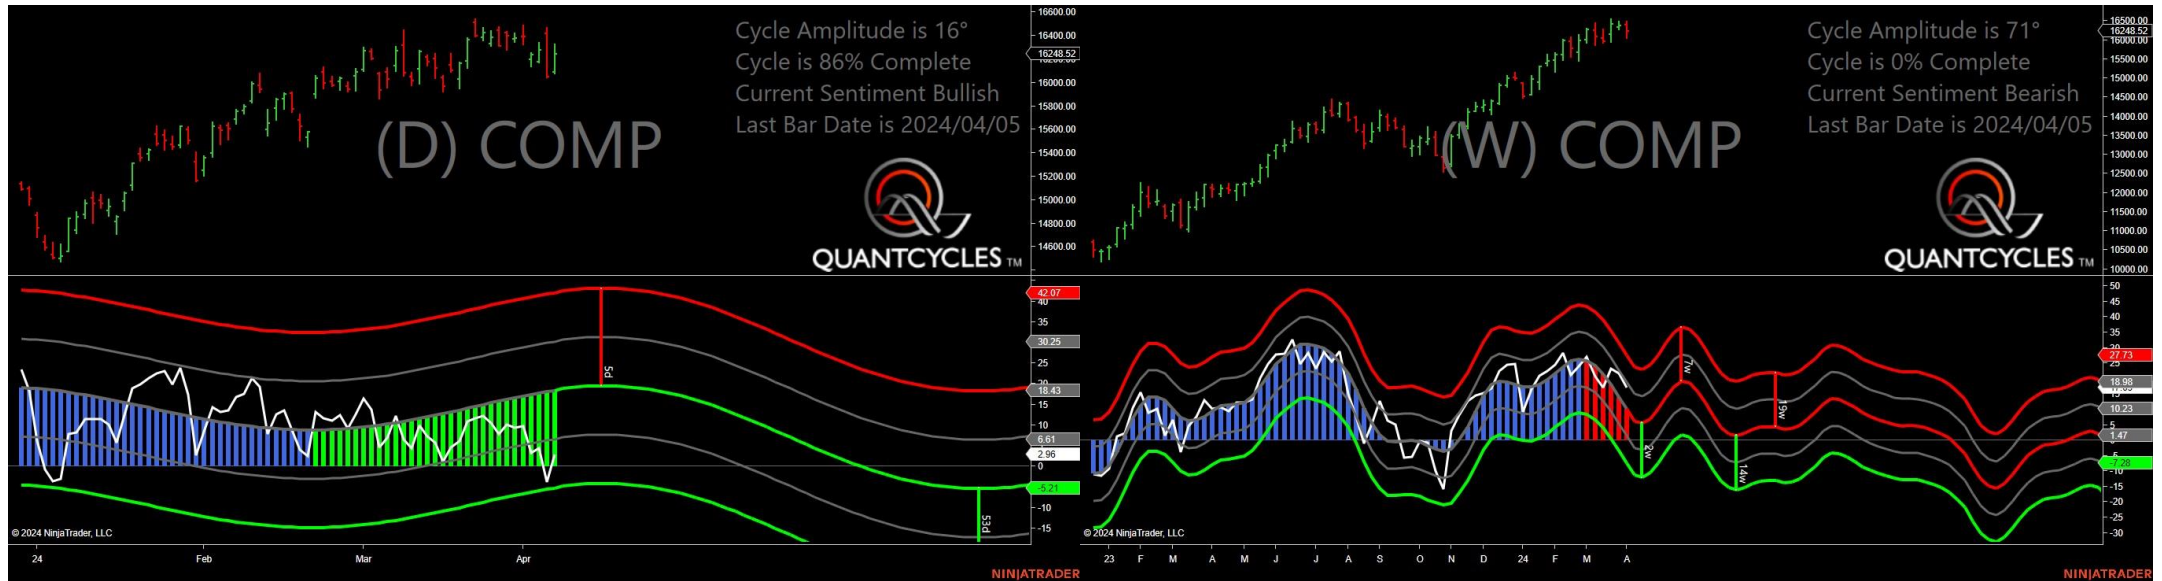 Cycle Amplitude is 16°
Cycle is 86% Complete
Current Sentiment Bullish
Last Bar Date is 2024/04/05
(D) COMP
QUANTCYCLES TM
16600.00
16400.00
16248.52
16000.00
15800.00
15600.00
15400.00
15200.00
15000.00
14800.00
14600.00
42.07
40
35
30.25
25
18.43
15
6.61
2.96
0
-5.21
-10
-15
5d
53d
© 2024 NinjaTrader, LLC
24 Feb Mar Apr
NINJATRADER
Cycle Amplitude is 71°
Cycle is 0% Complete
Current Sentiment Bearish
Last Bar Date is 2024/04/05
(W) COMP
QUANTCYCLES TM
16500.00
16248.52
16000.00
15500.00
15000.00
14500.00
14000.00
13500.00
13000.00
12500.00
12000.00
11500.00
11000.00
10500.00
10000.00
50
45
40
35
30
27.73
18.98
10.23
5
1.47
-7.28
-10
-15
-20
-25
-30
7w
19w
2w
14w
© 2024 NinjaTrader, LLC
23 F M A M J J A S O N D 24 F M A
NINJATRADER